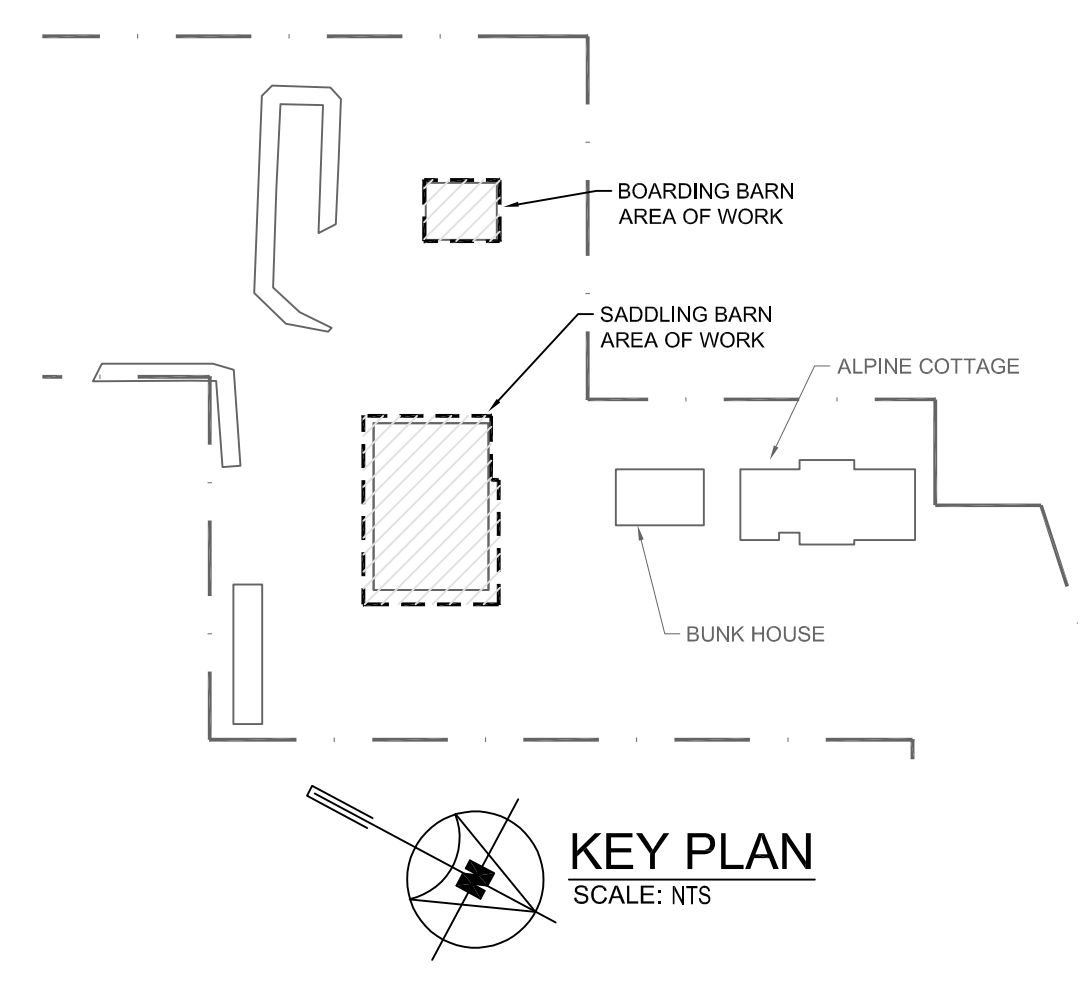 BOARDING BARN
AREA OF WORK
SADDLING BARN
AREA OF WORK
ALPINE COTTAGE
BUNK HOUSE
KEY PLAN
SCALE: NTS